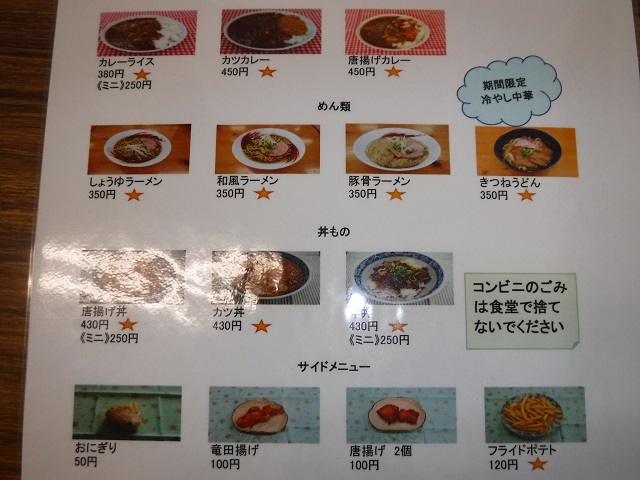 カレーライス
380円
《ミニ》250円
カツカレー
450円
唐揚げカレー
450円
期間限定
冷やし中華
めん類
しょうゆラーメン
350円
和風ラーメン
350円
豚骨ラーメン
350円
きつねうどん
350円
丼もの
唐揚げ丼
430円
《ミニ》250円
カツ丼
430円
丼
430円
《ミニ》250円
コンビニのごみ
は食堂で捨て
ないでください
サイドメニュー
おにぎり
50円
竜田揚げ
100円
唐揚げ 2個
100円
フライドポテト
120円